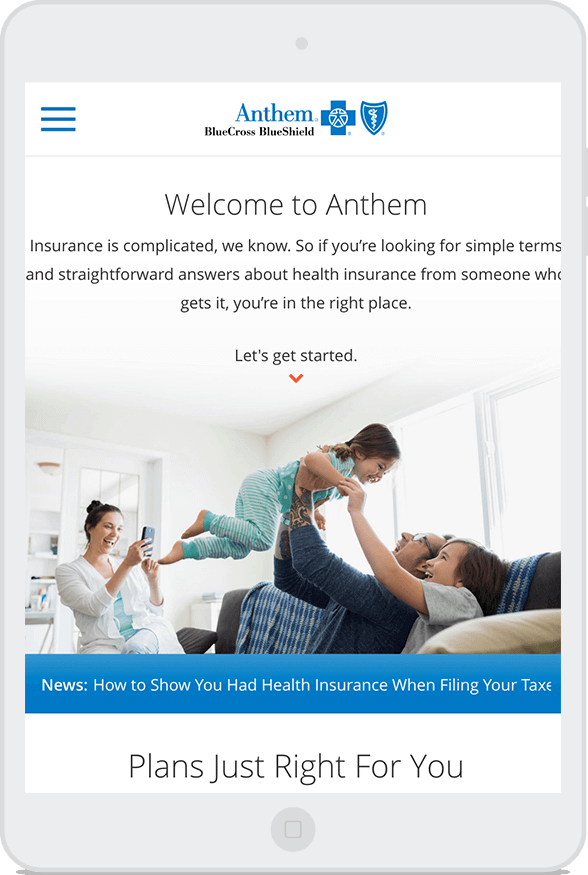 Anthem
BlueCross BlueShield
Welcome to Anthem
Insurance is complicated, we know. So if you’re looking for simple terms
and straightforward answers about health insurance from someone who
gets it, you’re in the right place.
Let's get started.
News: How to Show You Had Health Insurance When Filing Your Taxe
Plans Just Right For You